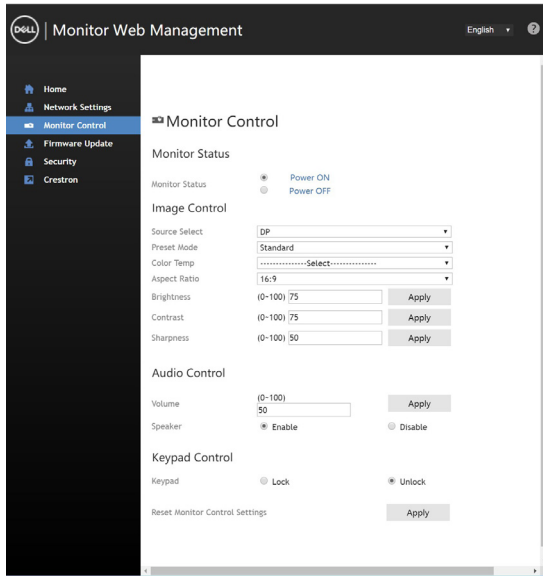 DELL | Monitor Web Management
English
?
Home
Network Settings
Monitor Control
Firmware Update
Security
Crestron
Monitor Control
Monitor Status
Monitor Status Power ON
Power OFF
Image Control
Source Select DP
Preset Mode Standard
Color Temp ---------------Select---------------
Aspect Ratio 16:9
Brightness (0~100) 75 Apply
Contrast (0~100) 75 Apply
Sharpness (0~100) 50 Apply
Audio Control
(0~100)
Volume 50 Apply
Speaker Enable Disable
Keypad Control
Keypad Lock Unlock
Reset Monitor Control Settings Apply